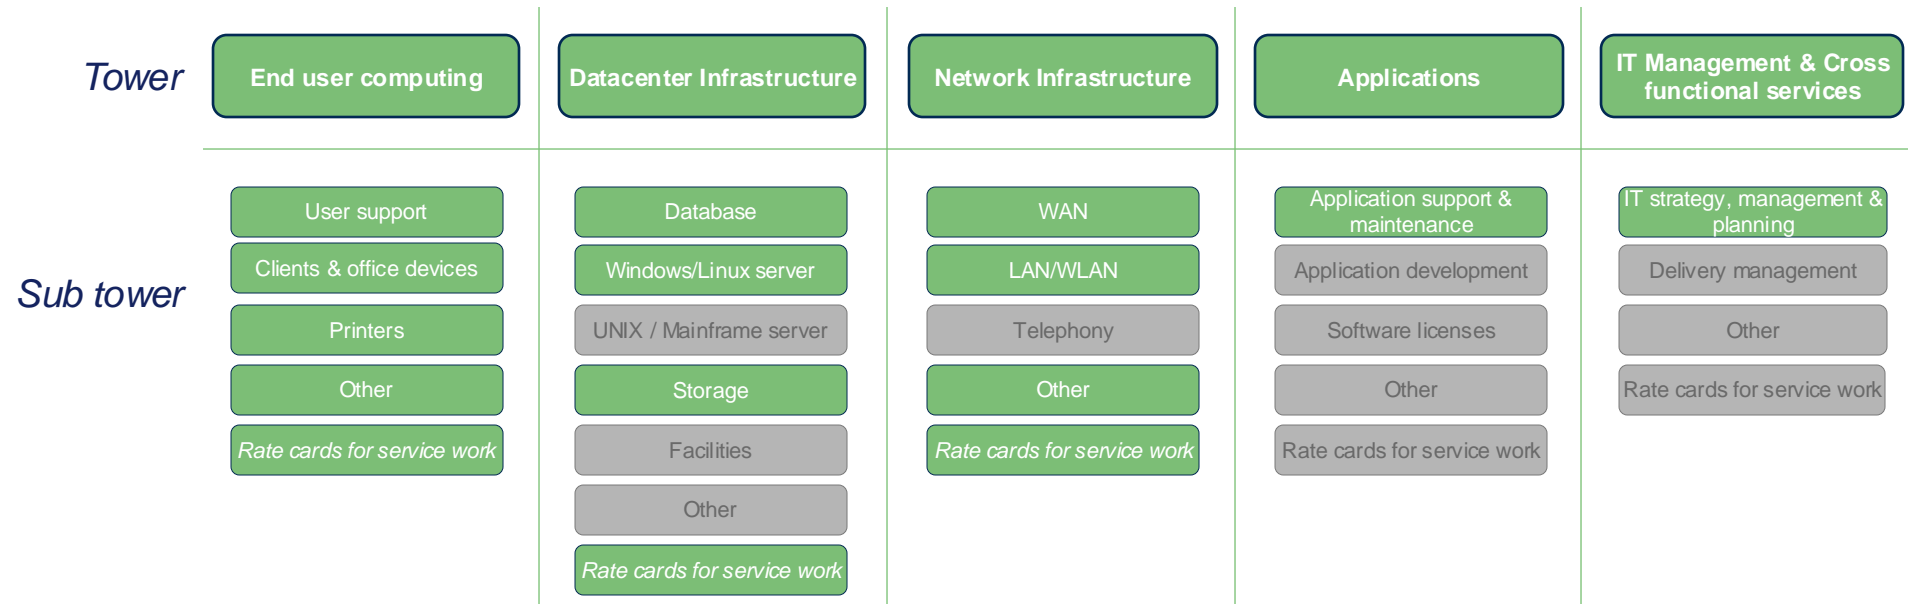 Tower
End user computing
Datacenter Infrastructure
Network Infrastructure
Applications
IT Management & Cross
functional services
Sub tower
User support
Clients & office devices
Printers
Other
Rate cards for service work
Database
Windows/Linux server
UNIX / Mainframe server
Storage
Facilities
Other
Rate cards for service work
WAN
LAN/WLAN
Telephony
Other
Rate cards for service work
Application support &
maintenance
Application development
Software licenses
Other
Rate cards for service work
IT strategy, management &
planning
Delivery management
Other
Rate cards for service work